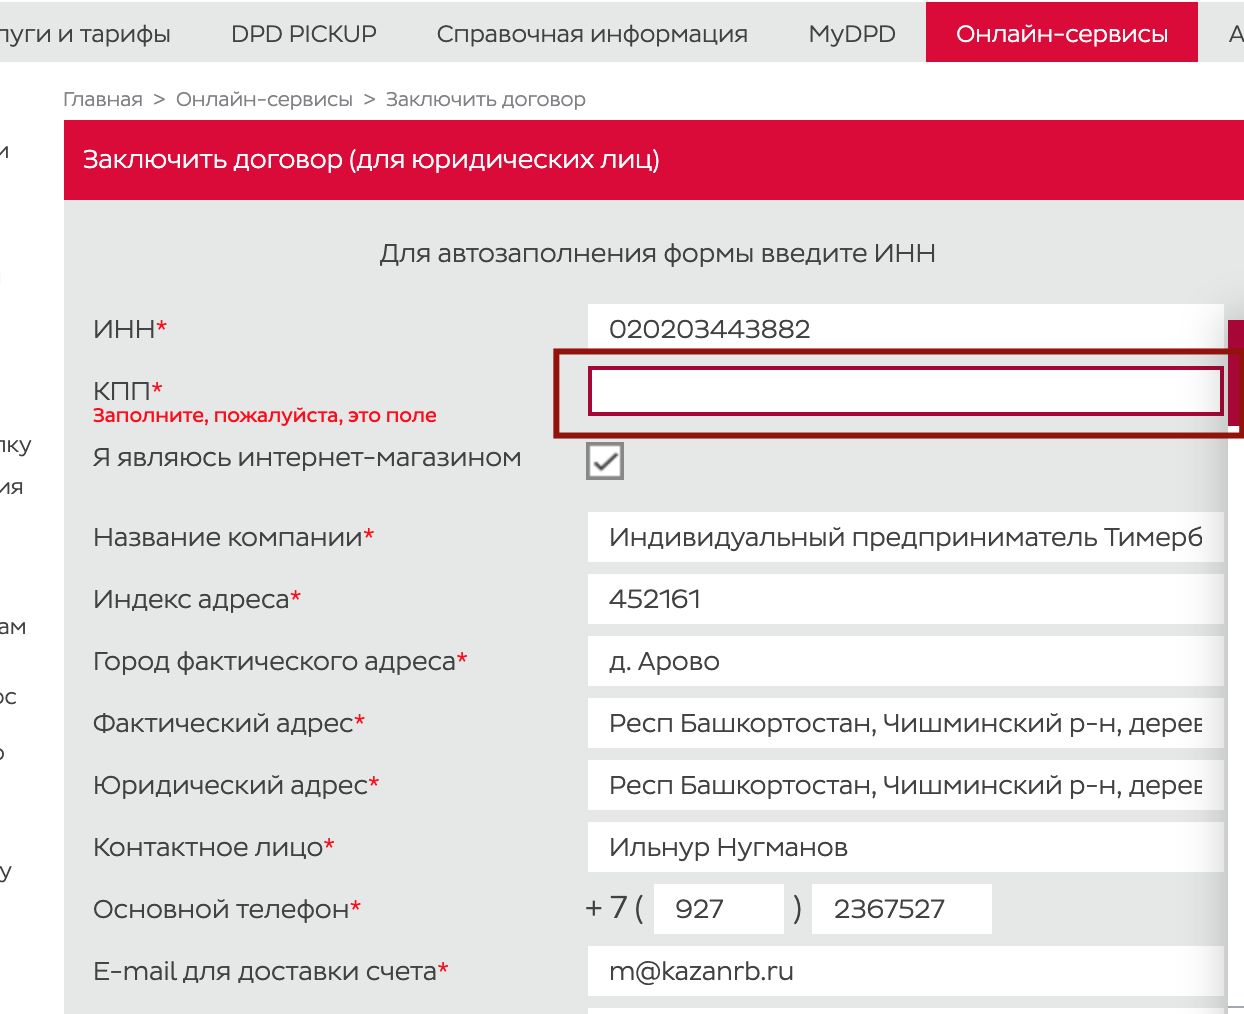 DPD PICKUP Справочная информация MyDPD Онлайн-сервисы
и тарифы
Главная > Онлайн-сервисы > Заключить договор
Заключить договор (для юридических лиц)
Для автозаполнения формы введите ИНН
ИНН* 020203443882
КПП*
Заполните, пожалуйста, это поле
Я являюсь интернет-магазином
Название компании* Индивидуальный предприниматель Тимерб
Индекс адреса* 452161
Город фактического адреса* д. Арово
Фактический адрес* Респ Башкортостан, Чишминский р-н, дерев
Юридический адрес* Респ Башкортостан, Чишминский р-н, дерев
Контактное лицо* Ильнур Нугманов
Основной телефон* + 7 ( 927 ) 2367527
E-mail для доставки счета* m@kazanrb.ru